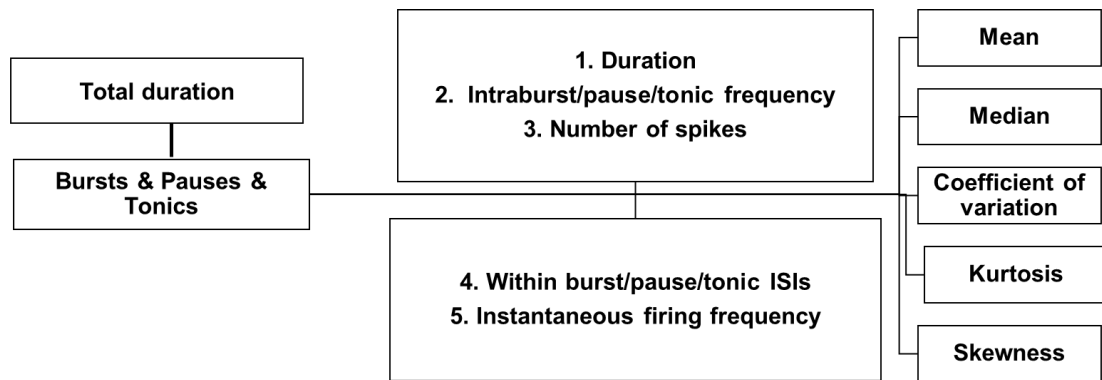 Total duration
Bursts & Pauses &
Tonics
1. Duration
2. Intraburst/pause/tonic frequency
3. Number of spikes
4. Within burst/pause/tonic ISIs
5. Instantaneous firing frequency
Mean
Median
Coefficient of
variation
Kurtosis
Skewness